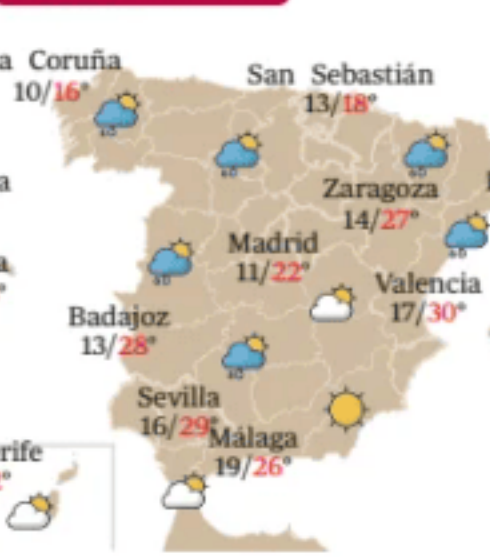 a Coruña
10/16°
San Sebastián
13/18°
a
Zaragoza
14/27°
Madrid
11/22°
a
°
Valencia
17/30°
Badajoz
13/28°
Sevilla
16/29°
Málaga
19/26°
rife
°